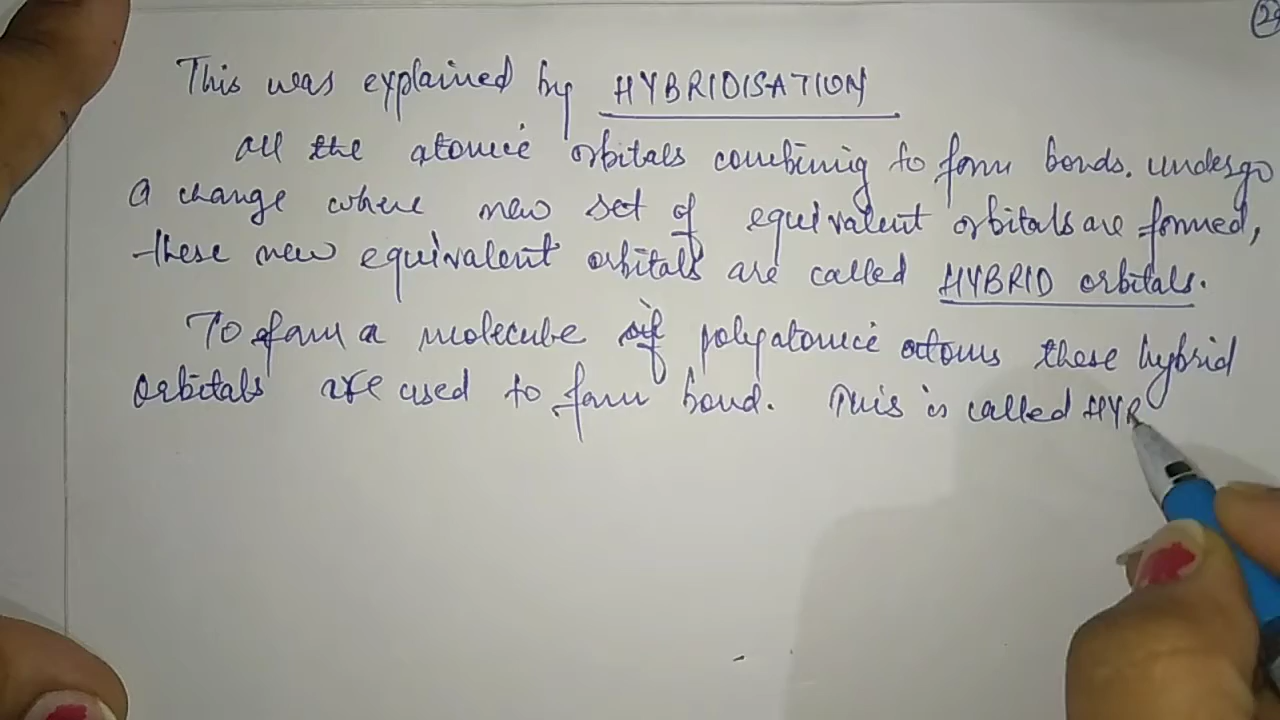 This was explained by HYBRIDISATION
all the atomic orbitals combining to form bonds. undergo
a change where new set of equivalent orbitals are formed,
these new equivalent orbitals are called HYBRID orbitals.
To form a molecule of polyatomic atoms these hybrid
orbitals are used to form bond. This is called HYB